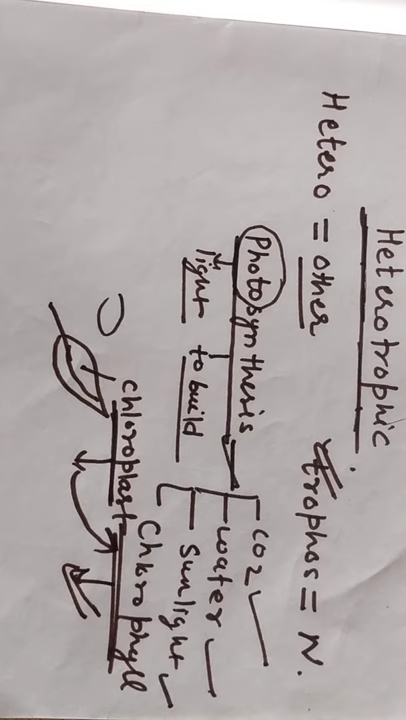 Heterotrophic
Hetero = other trophos = N.
Photosynthesis
light to build
CO2
water
Sunlight
chloroplast
Chlorophyll